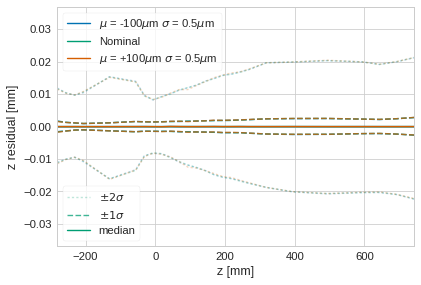 μ = -100μm σ = 0.5μm
Nominal
μ = +100μm σ = 0.5μm
0.03
0.02
0.01
0.00
−0.01
−0.02
−0.03
z residual [mm]
±2σ
±1σ
median
−200
0
200
400
600
z [mm]